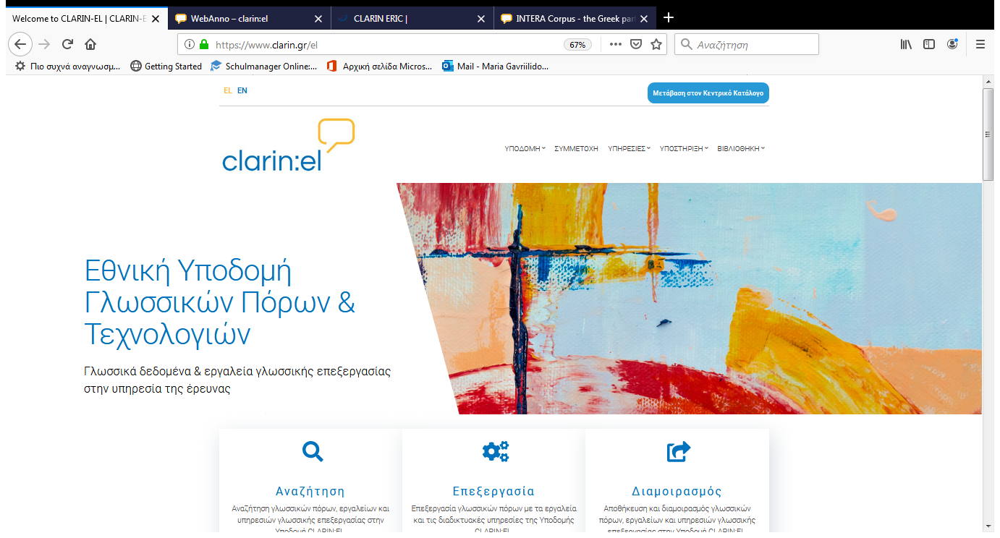 Welcome to CLARIN-EL | CLARIN-E
WebAnno – clarin:el
CLARIN ERIC |
INTERA Corpus - the Greek part
https://www.clarin.gr/el
67%
Αναζήτηση
Πιο συχνά αναγνωσμ...
Getting Started
Schulmanager Online:...
Αρχική σελίδα Micros...
Mail - Maria Gavriilido...
EL EN
Μετάβαση στον Κεντρικό Κατάλογο
clarin:el
ΥΠΟΔΟΜΗ ΣΥΜΜΕΤΟΧΗ ΥΠΗΡΕΣΙΕΣ ΥΠΟΣΤΗΡΙΞΗ ΒΙΒΛΙΟΘΗΚΗ
Εθνική Υποδομή
Γλωσσικών Πόρων &
Τεχνολογιών
Γλωσσικά δεδομένα & εργαλεία γλωσσικής επεξεργασίας
στην υπηρεσία της έρευνας
Αναζήτηση
Αναζήτηση γλωσσικών πόρων, εργαλείων και
υπηρεσιών γλωσσικής επεξεργασίας στην
Υποδομή CLARIN:EL
Επεξεργασία
Επεξεργασία γλωσσικών πόρων με τα εργαλεία
και τις διαδικτυακές υπηρεσίες της Υποδομής
CLARIN:EL
Διαμοιρασμός
Αποθήκευση και διαμοιρασμός γλωσσικών
πόρων, εργαλείων και υπηρεσιών γλωσσικής
επεξεργασίας στην Υποδομή CLARIN:EL